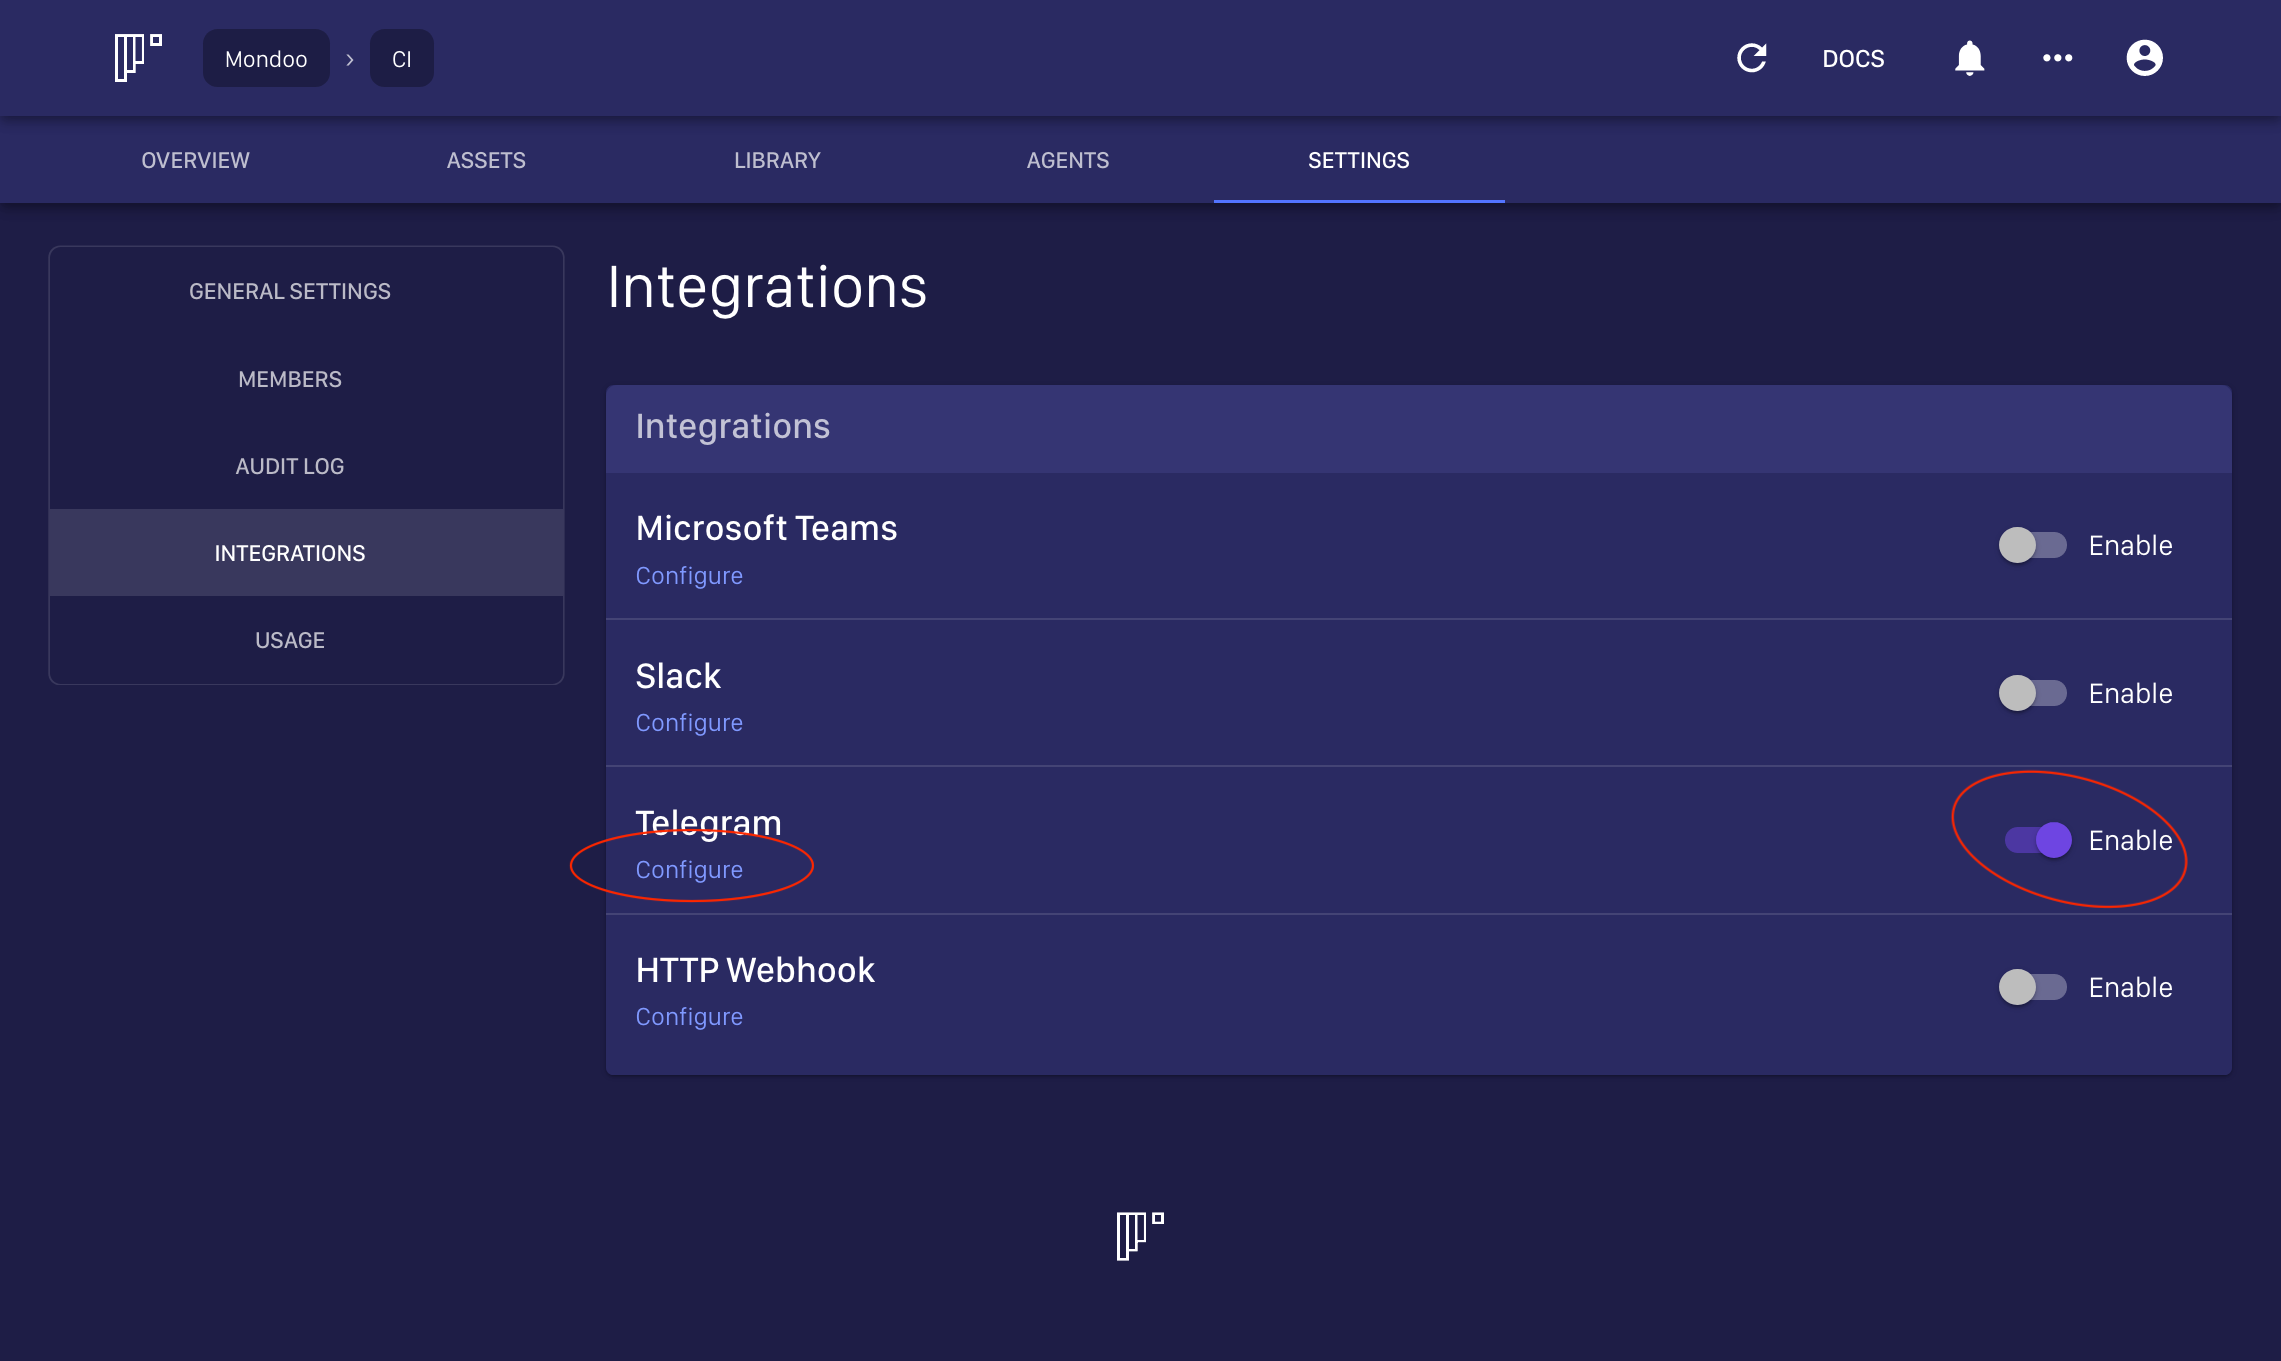 Mondoo › CI
DOCS
OVERVIEW
ASSETS
LIBRARY
AGENTS
SETTINGS
GENERAL SETTINGS
MEMBERS
AUDIT LOG
INTEGRATIONS
USAGE
Integrations
Integrations
Microsoft Teams
Configure
Enable
Slack
Configure
Enable
Telegram
Configure
Enable
HTTP Webhook
Configure
Enable